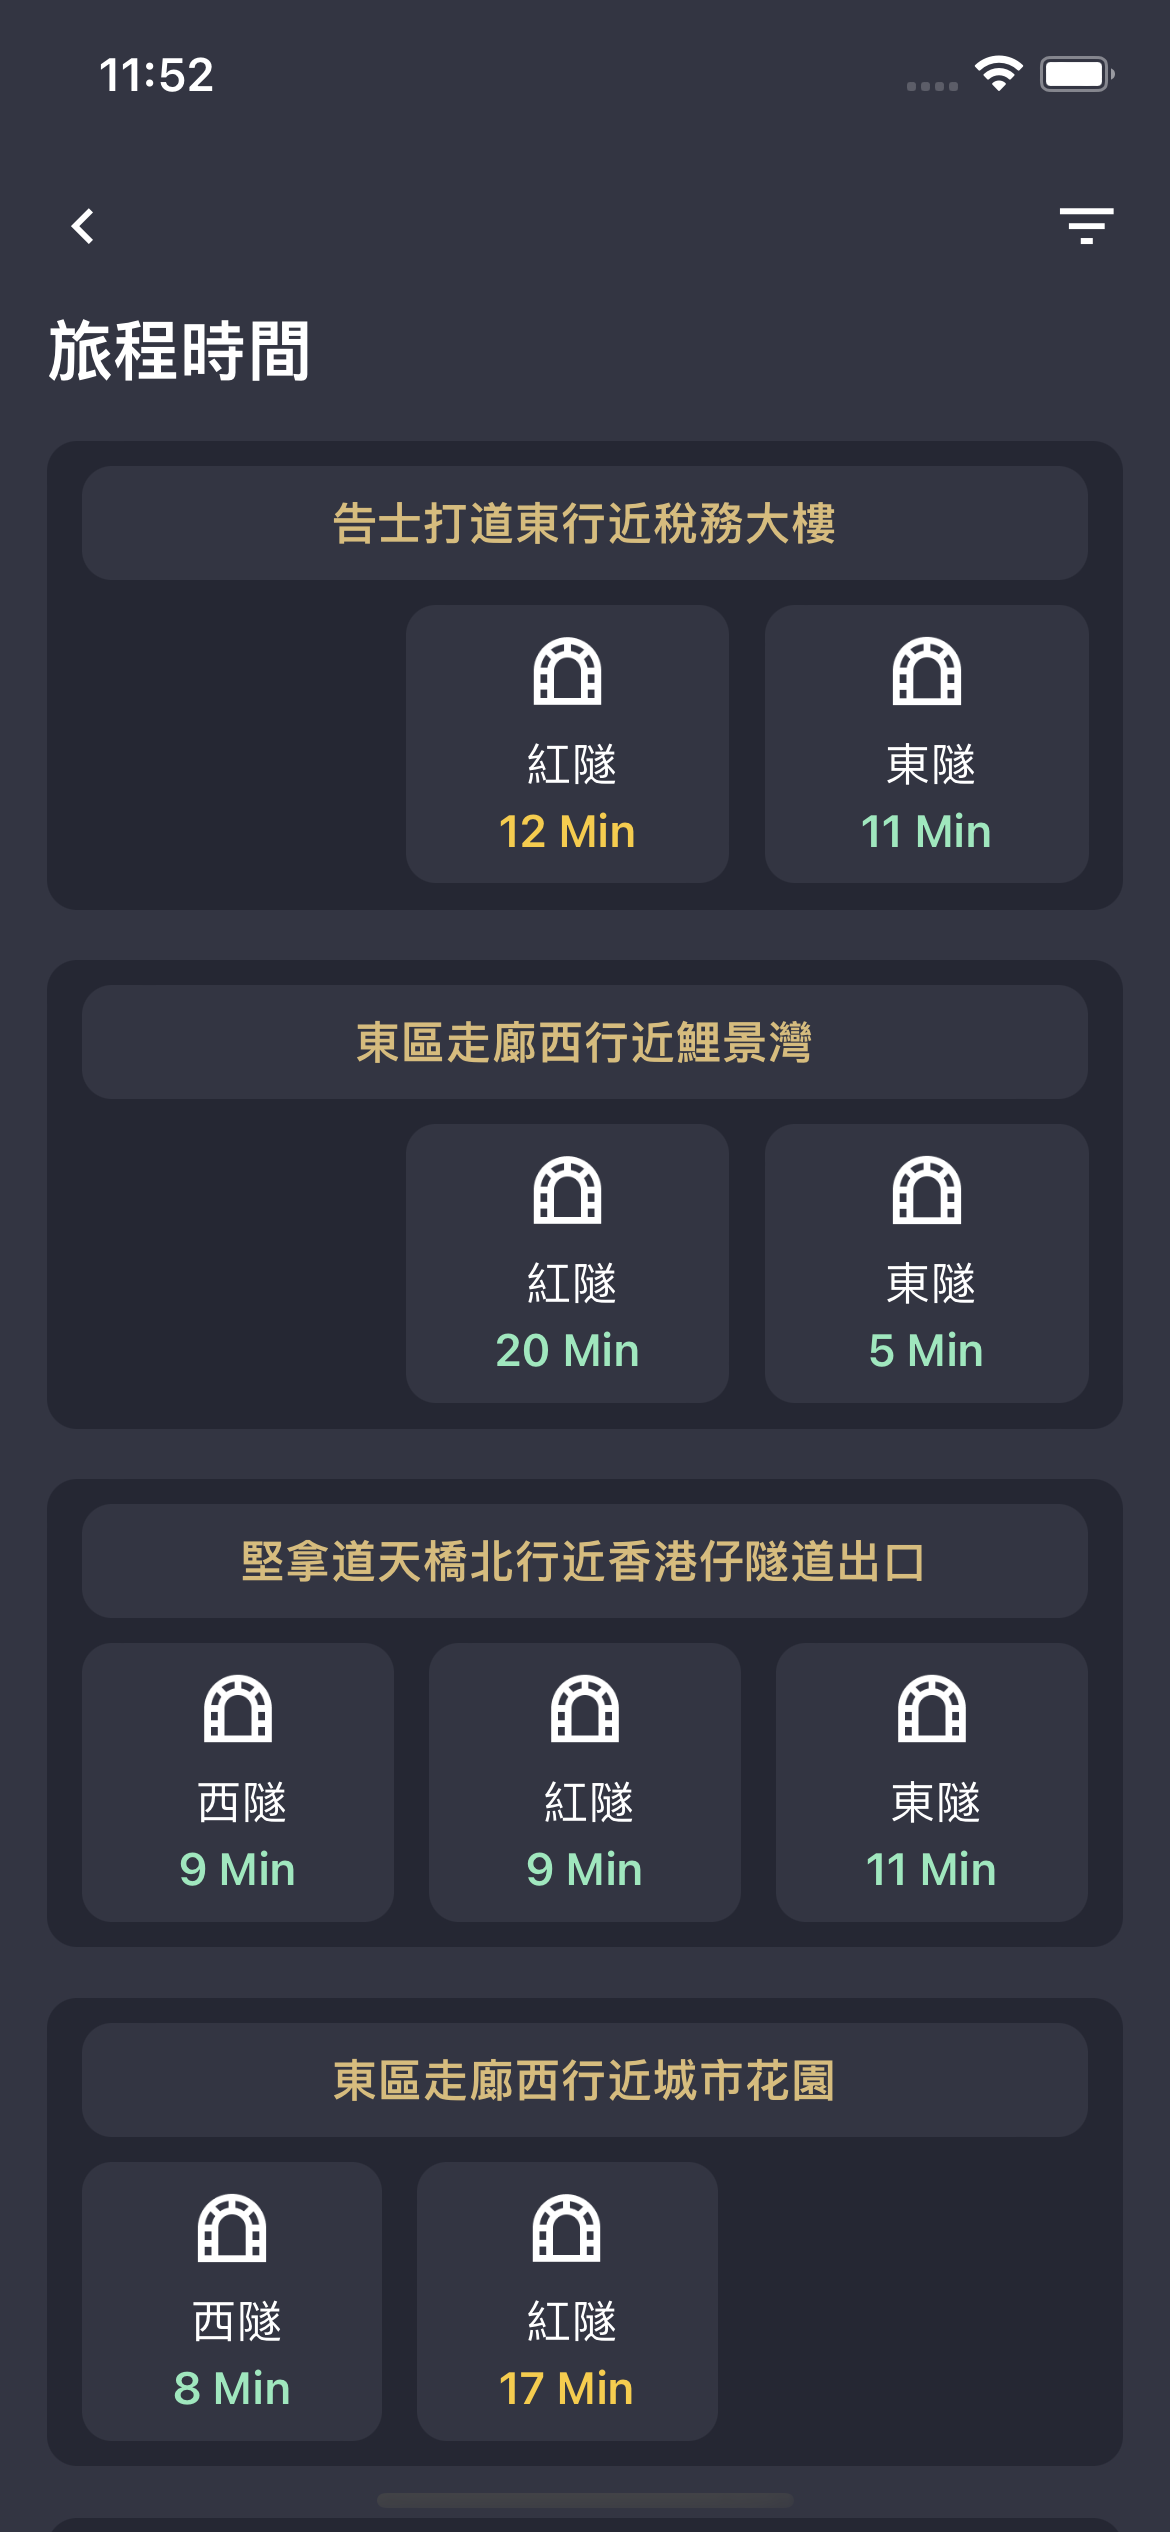 11:52
旅程時間
告士打道東行近稅務大樓
紅隧 東隧
12 Min 11 Min
東區走廊西行近鯉景灣
紅隧 東隧
20 Min 5 Min
堅拿道天橋北行近香港仔隧道出口
西隧 紅隧 東隧
9 Min 9 Min 11 Min
東區走廊西行近城市花園
西隧 紅隧
8 Min 17 Min